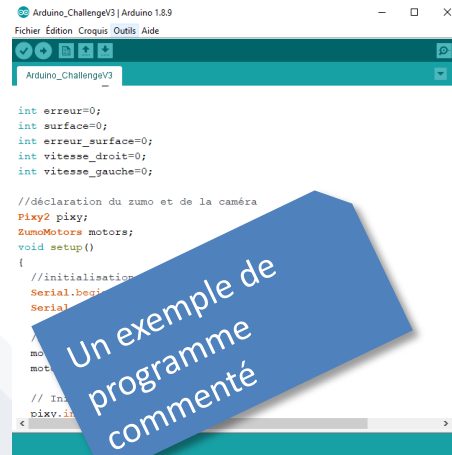 Arduino_ChallengeV3 | Arduino 1.8.9
Fichier Édition Croquis Outils Aide
Arduino_ChallengeV3
int erreur=0;
int surface=0;
int erreur_surface=0;
int vitesse_droit=0;
int vitesse_gauche=0;
//déclaration du zumo et de la caméra
Pixy2 pixy;
ZumoMotors motors;
void setup()
{
//initialisation
Serial.begi
Serial
/
mo
mot
// In
pixy.in
Un exemple de
programme
commenté